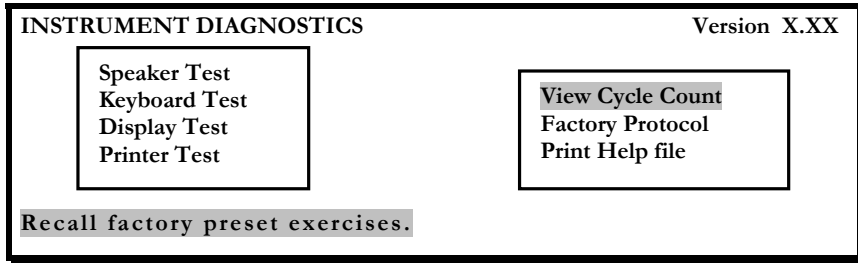 INSTRUMENT DIAGNOSTICS Version X.XX
Speaker Test
Keyboard Test
Display Test
Printer Test
View Cycle Count
Factory Protocol
Print Help file
Recall factory preset exercises.